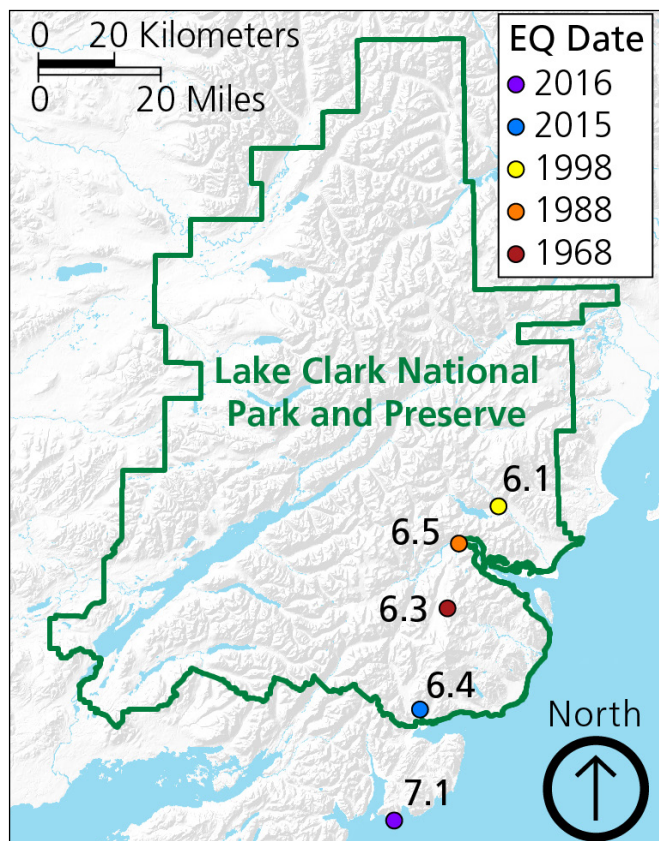 0 20 Kilometers
0 20 Miles
EQ Date
2016
2015
1998
1988
1968
Lake Clark National
Park and Preserve
6.1
6.5
6.3
6.4
7.1
North